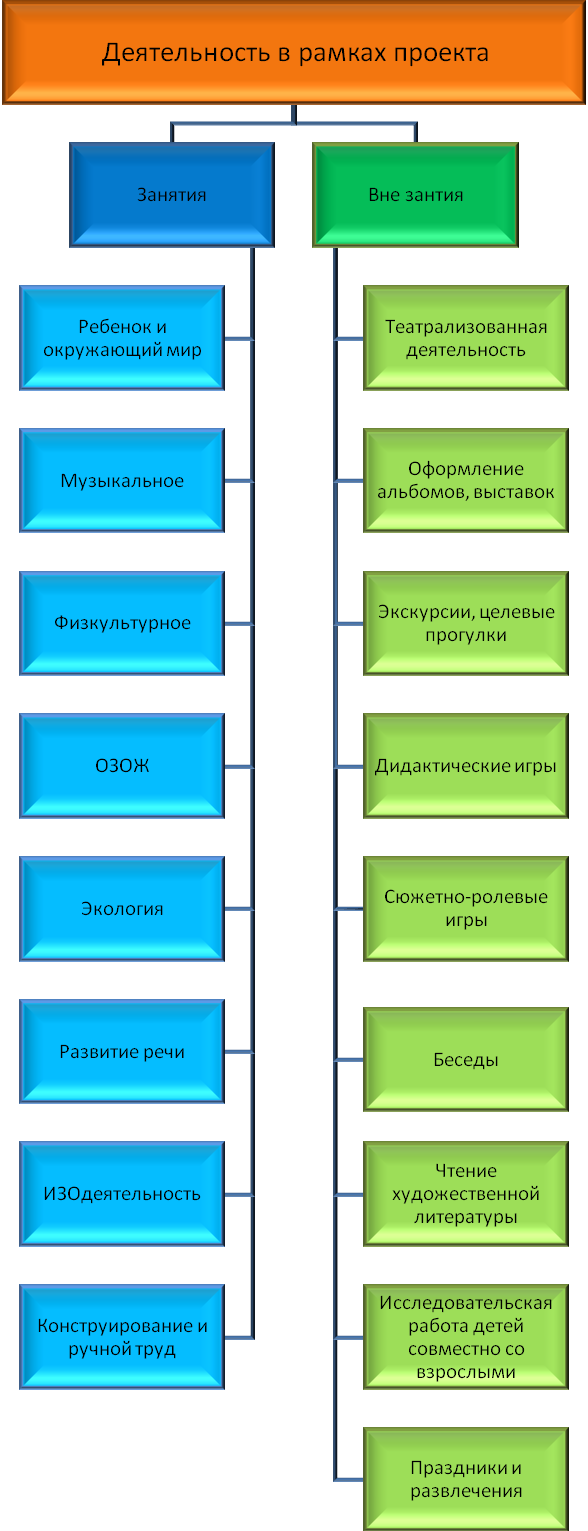 Деятельность в рамках проекта
Занятия
Вне зантия
Ребенок и
окружающий мир
Музыкальное
Физкультурное
ОЗОЖ
Экология
Развитие речи
ИЗОдеятельность
Конструирование и
ручной труд
Театрализованная
деятельность
Оформление
альбомов, выставок
Экскурсии, целевые
прогулки
Дидактические игры
Сюжетно-ролевые
игры
Беседы
Чтение
художественной
литературы
Исследовательская
работа детей
совместно со
взрослыми
Праздники и
развлечения